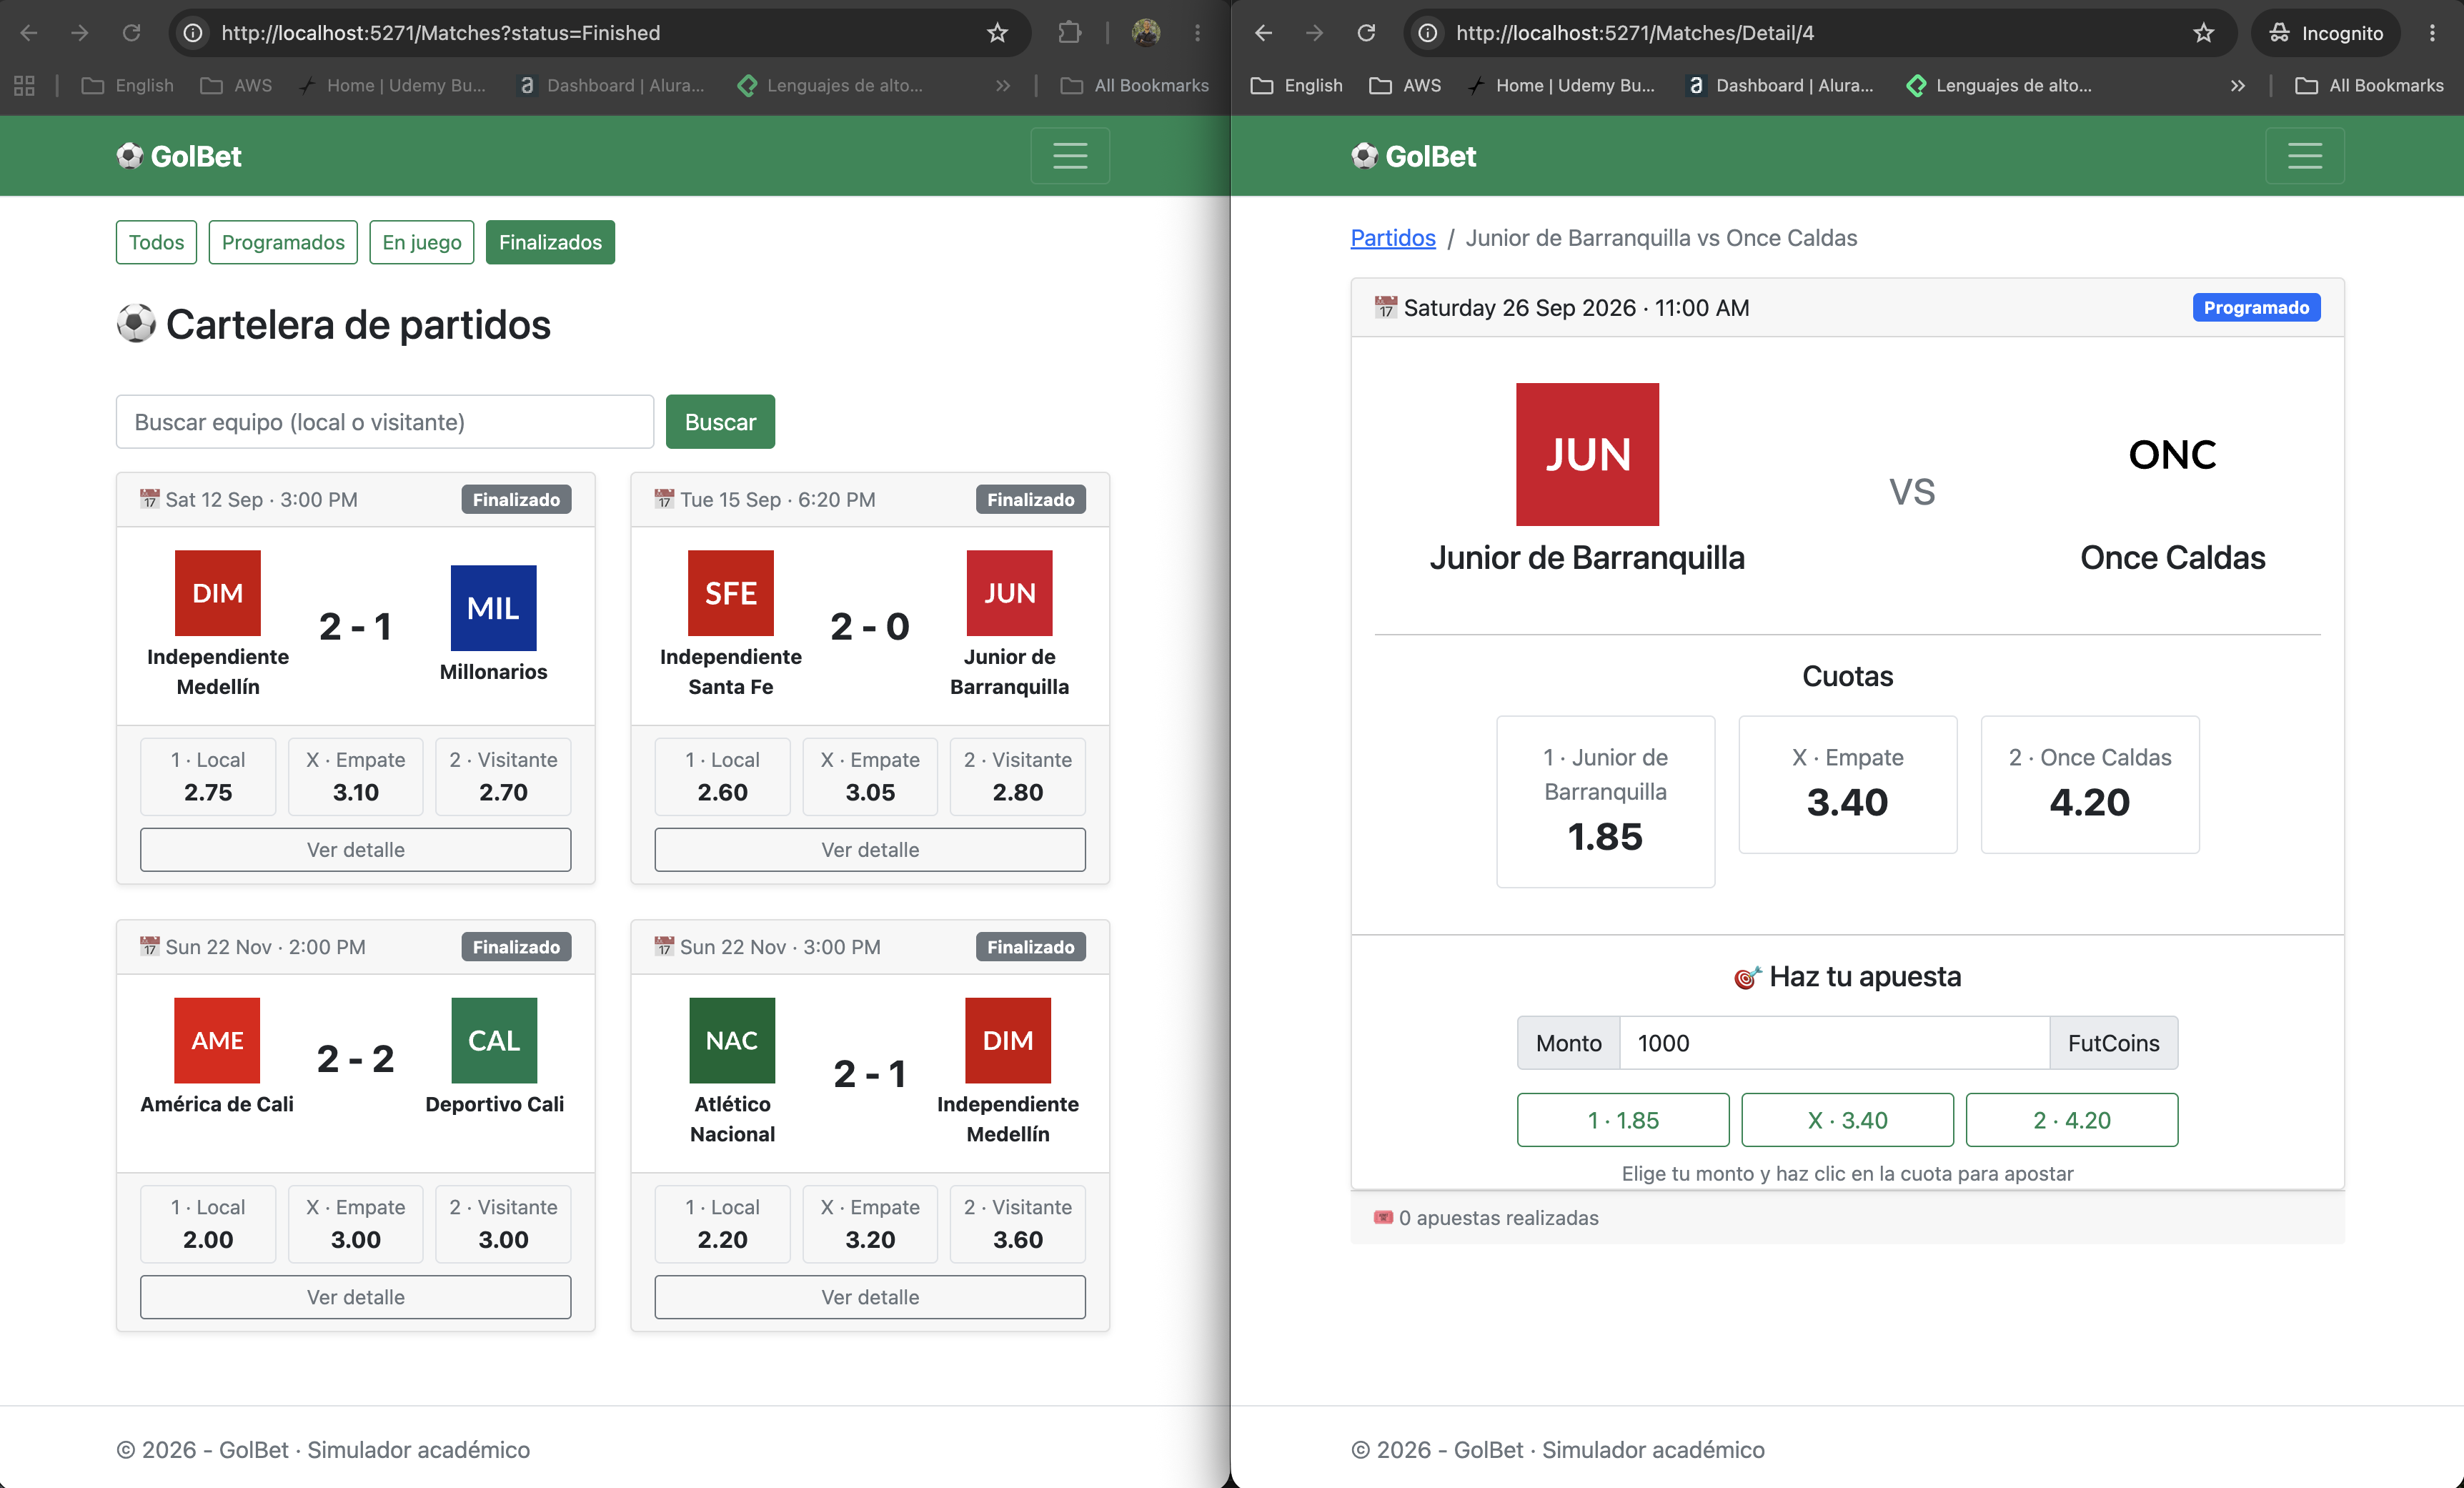 http://localhost:5271/Matches?status=Finished
English
AWS
Home | Udemy Bu...
Dashboard | Alura...
Lenguajes de alto...
All Bookmarks
GolBet
Todos
Programados
En juego
Finalizados
Cartelera de partidos
Buscar equipo (local o visitante)
Buscar
17 Sat 12 Sep · 3:00 PM
Finalizado
DIM
Independiente
Medellín
2 - 1
MIL
Millonarios
1 · Local
2.75
X · Empate
3.10
2 · Visitante
2.70
Ver detalle
17 Tue 15 Sep · 6:20 PM
Finalizado
SFE
Independiente
Santa Fe
2 - 0
JUN
Junior de
Barranquilla
1 · Local
2.60
X · Empate
3.05
2 · Visitante
2.80
Ver detalle
17 Sun 22 Nov · 2:00 PM
Finalizado
AME
América de Cali
2 - 2
CAL
Deportivo Cali
1 · Local
2.00
X · Empate
3.00
2 · Visitante
3.00
Ver detalle
17 Sun 22 Nov · 3:00 PM
Finalizado
NAC
Atlético
Nacional
2 - 1
DIM
Independiente
Medellín
1 · Local
2.20
X · Empate
3.20
2 · Visitante
3.60
Ver detalle
© 2026 - GolBet · Simulador académico
http://localhost:5271/Matches/Detail/4
Incognito
English
AWS
Home | Udemy Bu...
Dashboard | Alura...
Lenguajes de alto...
All Bookmarks
GolBet
Partidos / Junior de Barranquilla vs Once Caldas
17 Saturday 26 Sep 2026 · 11:00 AM
Programado
JUN
Junior de Barranquilla
VS
ONC
Once Caldas
Cuotas
1 · Junior de
Barranquilla
1.85
X · Empate
3.40
2 · Once Caldas
4.20
Haz tu apuesta
Monto
1000
FutCoins
1 · 1.85
X · 3.40
2 · 4.20
Elige tu monto y haz clic en la cuota para apostar
0 apuestas realizadas
© 2026 - GolBet · Simulador académico